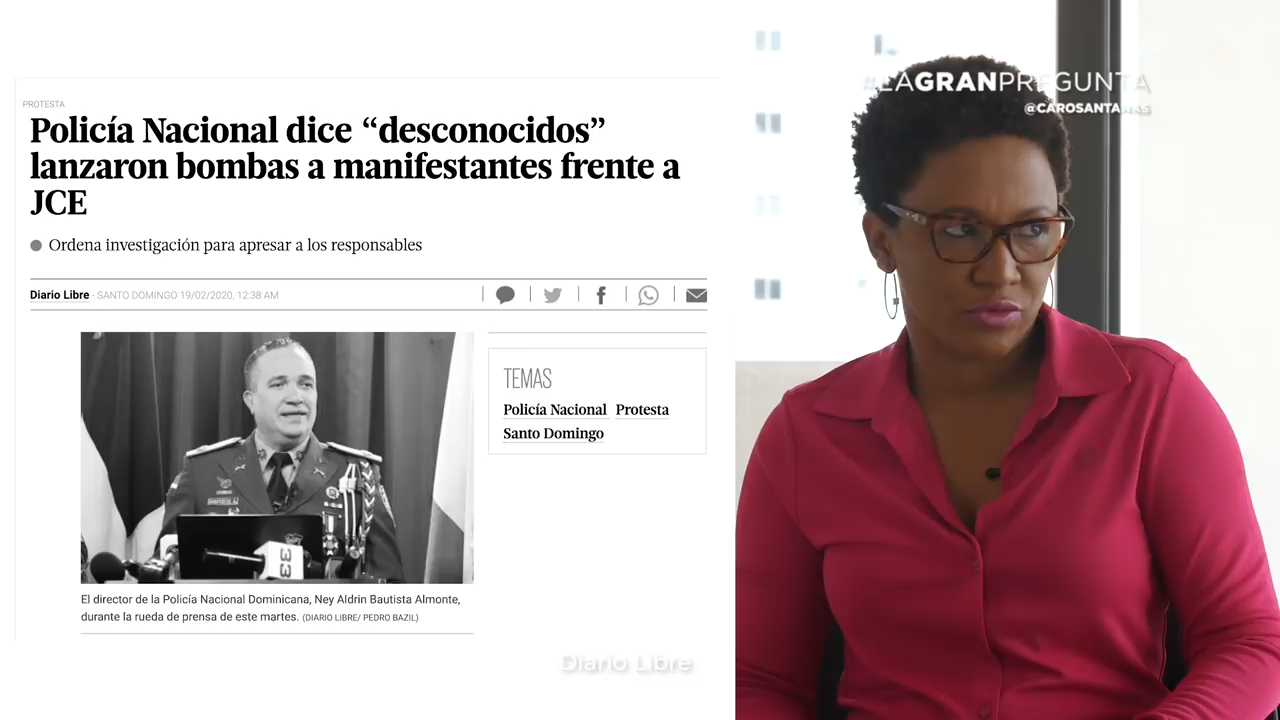 PROTESTA
Policía Nacional dice “desconocidos”
lanzaron bombas a manifestantes frente a
JCE
Ordena investigación para apresar a los responsables
Diario Libre - SANTO DOMINGO 19/02/2020, 12:38 AM
TEMAS
Policía Nacional Protesta
Santo Domingo
33
El director de la Policía Nacional Dominicana, Ney Aldrin Bautista Almonte,
durante la rueda de prensa de este martes. (DIARIO LIBRE/ PEDRO BAZIL)
Diario Libre
#LAGRANPREGUNTA
@CAROSANTANAS